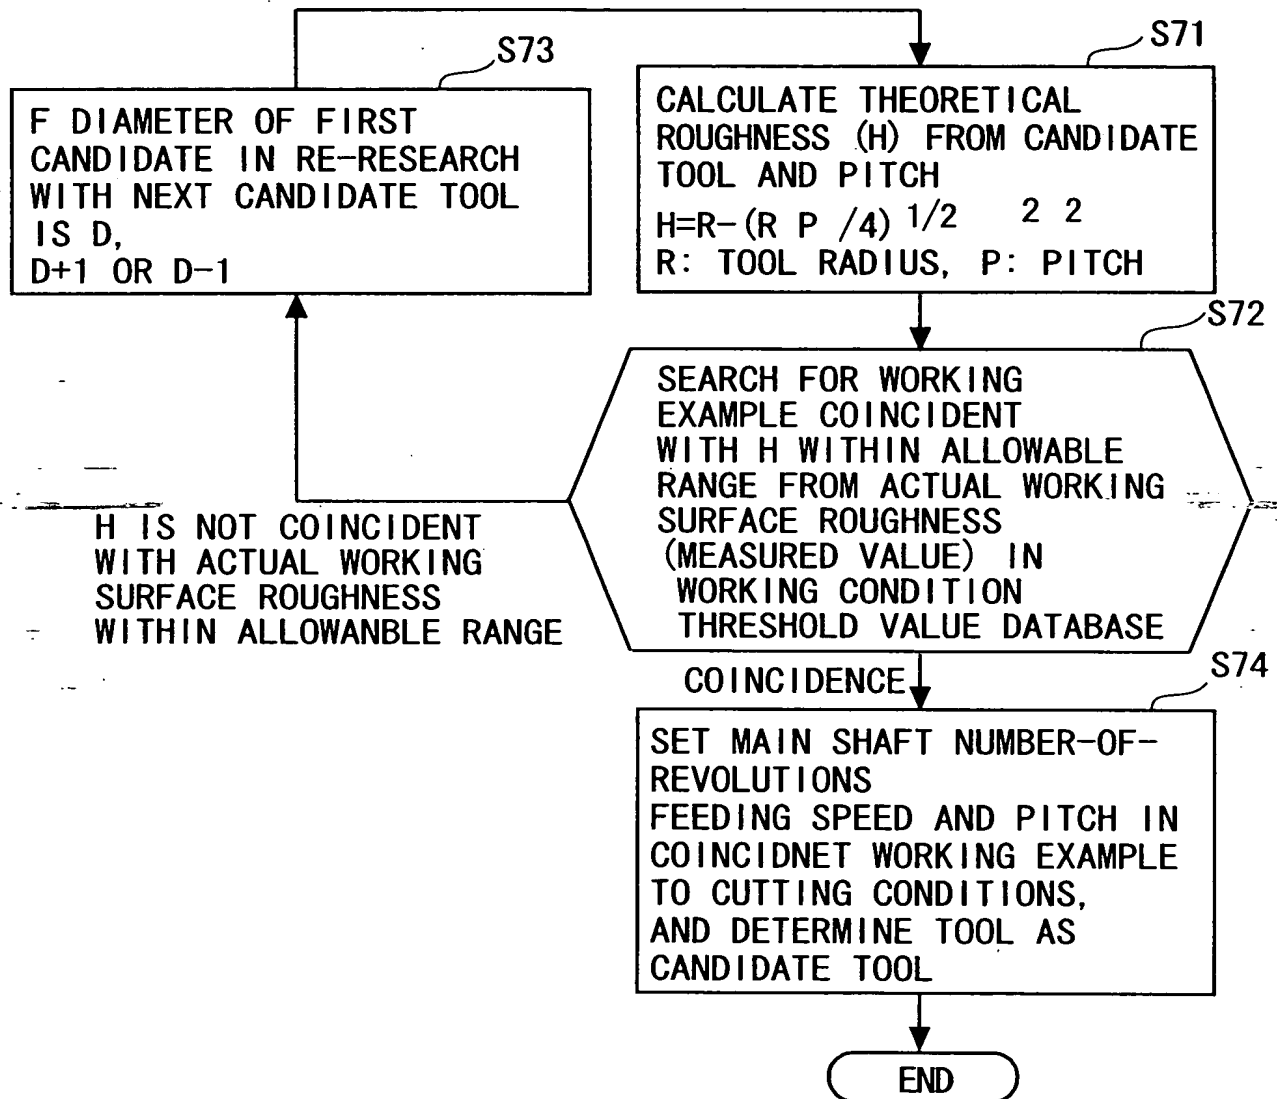 S73
F DIAMETER OF FIRST
CANDIDATE IN RE-RESEARCH
WITH NEXT CANDIDATE TOOL
IS D,
D+1 OR D-1
S71
CALCULATE THEORETICAL
ROUGHNESS (H) FROM CANDIDATE
TOOL AND PITCH
H=R-(R P /4) 1/2 2 2
R: TOOL RADIUS, P: PITCH
S72
SEARCH FOR WORKING
EXAMPLE COINCIDENT
WITH H WITHIN ALLOWABLE
RANGE FROM ACTUAL WORKING
SURFACE ROUGHNESS
(MEASURED VALUE) IN
WORKING CONDITION
THRESHOLD VALUE DATABASE
H IS NOT COINCIDENT
WITH ACTUAL WORKING
SURFACE ROUGHNESS
WITHIN ALLOWANBLE RANGE
COINCIDENCE
S74
SET MAIN SHAFT NUMBER-OF-
REVOLUTIONS
FEEDING SPEED AND PITCH IN
COINCIDNET WORKING EXAMPLE
TO CUTTING CONDITIONS,
AND DETERMINE TOOL AS
CANDIDATE TOOL
END